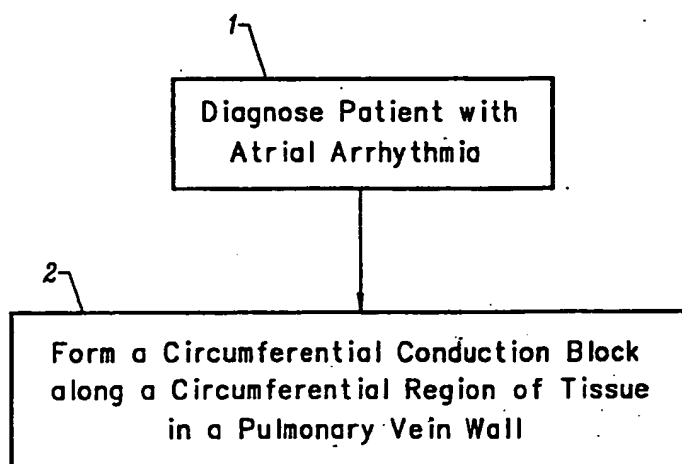 1
Diagnose Patient with
Atrial Arrhythmia
2
Form a Circumferential Conduction Block
along a Circumferential Region of Tissue
in a Pulmonary Vein Wall